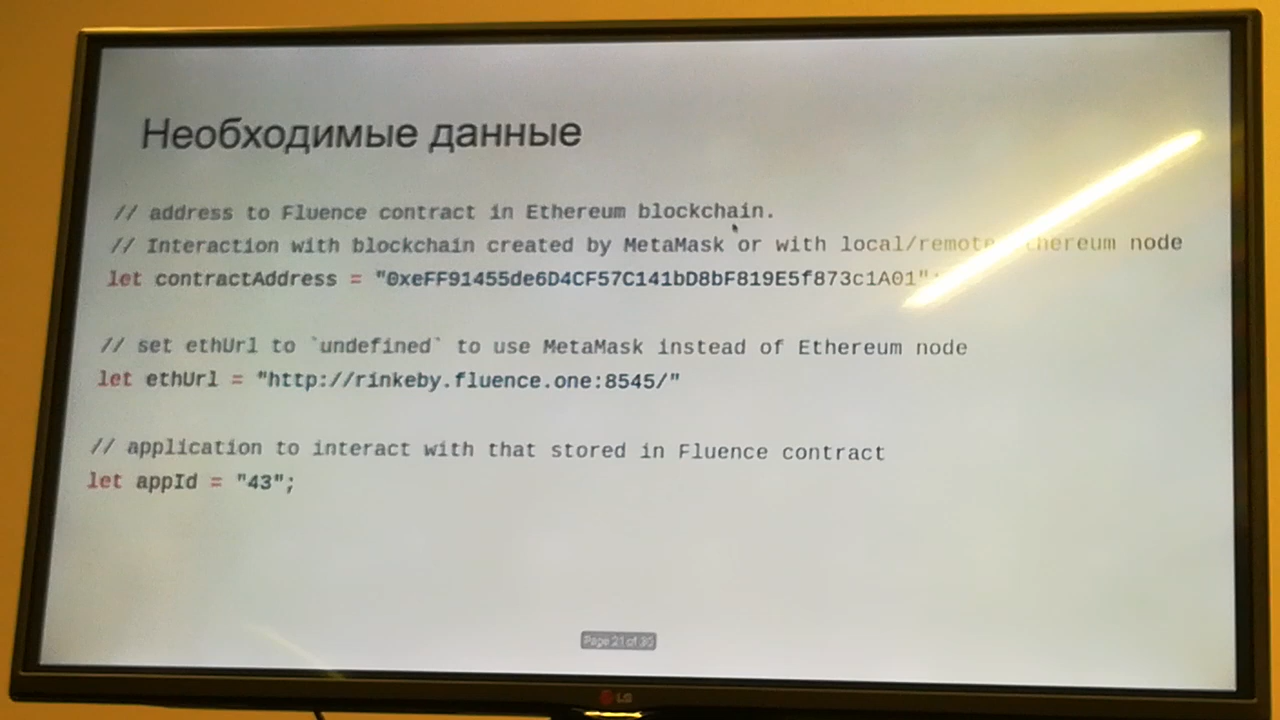 Необходимые данные
// address to Fluence contract in Ethereum blockchain.
// Interaction with blockchain created by MetaMask or with local/remote Ethereum node
let contractAddress = "0xeFF91455de6D4CF57C141bD8bF819E5f873c1A01";
// set ethUrl to `undefined` to use MetaMask instead of Ethereum node
let ethUrl = "http://rinkeby.fluence.one:8545/"
// application to interact with that stored in Fluence contract
let appId = "43";
Page 21 of 30
LG